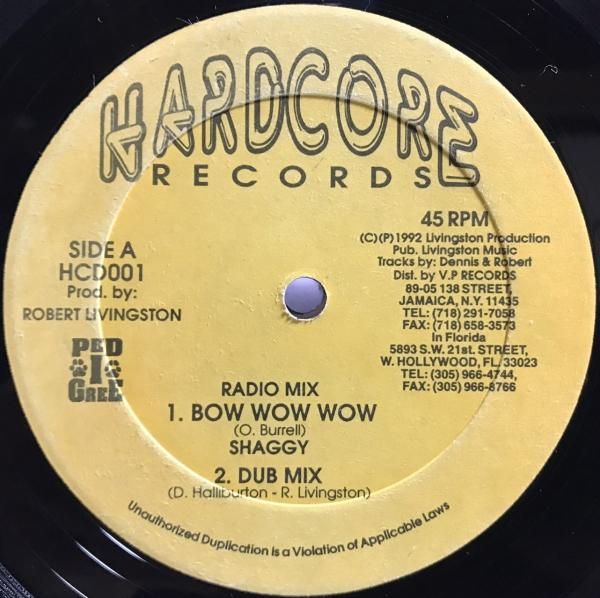 HARDCORE
RECORDS
SIDE A
HCD001
Prod. by:
ROBERT LIVINGSTON
PED
I
GREE
45 RPM
(C)(P)1992 Livingston Production
Pub. Livingston Music
Tracks by: Dennis & Robert
Dist. by V.P RECORDS
89-05 138 STREET
JAMAICA, N.Y. 11435
TEL: (718) 291-7058
FAX: (718) 658-3573
In Florida
5893 S.W. 21st. STREET,
W. HOLLYWOOD, FL. 33023
TEL: (305) 966-4744,
FAX: (305) 966-8766
RADIO MIX
1. BOW WOW WOW
(O. Burrell)
SHAGGY
2. DUB MIX
(D. Halliburton - R. Livingston)
Unauthorized Duplication Is a Violation of Applicable Laws